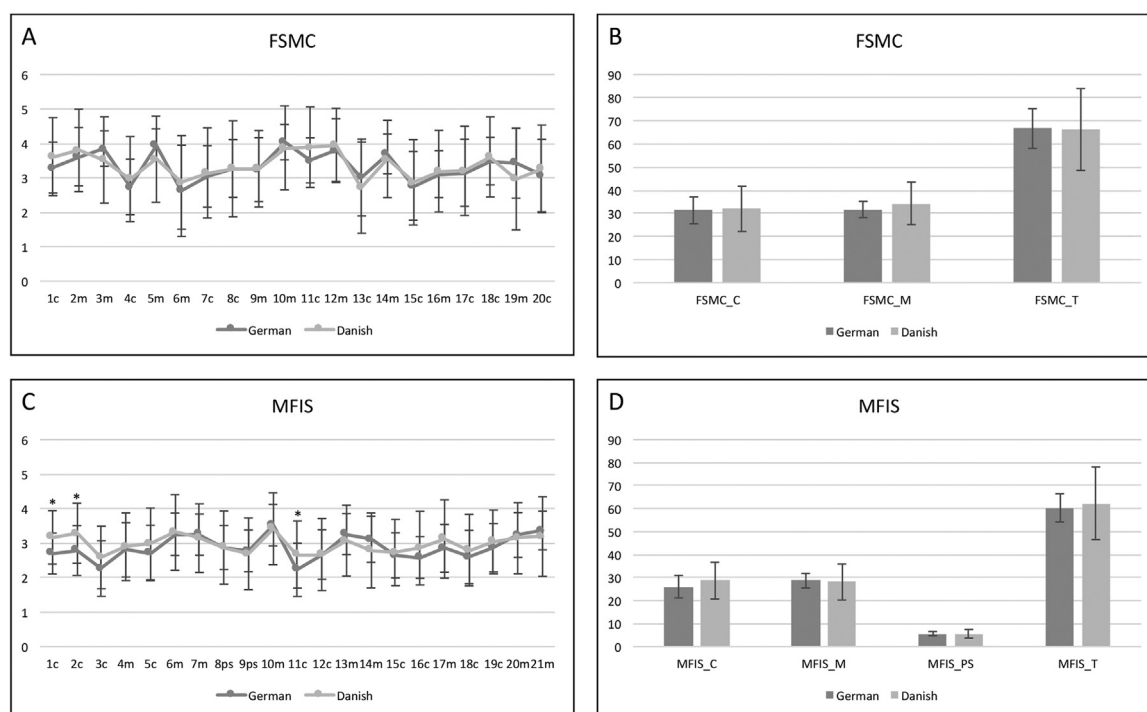 A
FSMC
6
5
4
3
2
1
0
1c 2m 3m 4c 5m 6m 7c 8c 9m 10m 11c 12m 13c 14m 15c 16m 17c 18c 19m 20c
German Danish
B
FSMC
90
80
70
60
50
40
30
20
10
0
FSMC_C FSMC_M FSMC_T
German Danish
C
MFIS
6
5
4
3
2
1
0
* * *
1c 2c 3c 4m 5c 6m 7m 8ps 9ps 10m 11c 12c 13m 14m 15c 16c 17m 18c 19c 20m 21m
German Danish
D
MFIS
90
80
70
60
50
40
30
20
10
0
MFIS_C MFIS_M MFIS_PS MFIS_T
German Danish